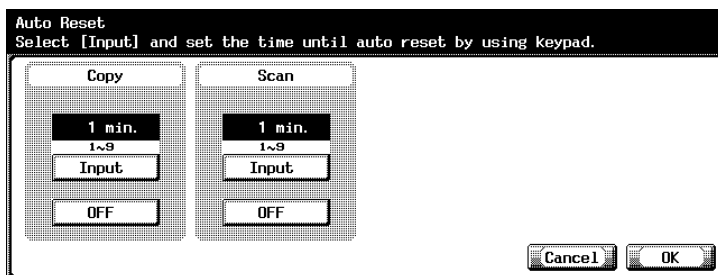 Auto Reset
Select [Input] and set the time until auto reset by using keypad.
Copy
Scan
1 min.
1 min.
1~9
1~9
Input
Input
OFF
OFF
Cancel
OK